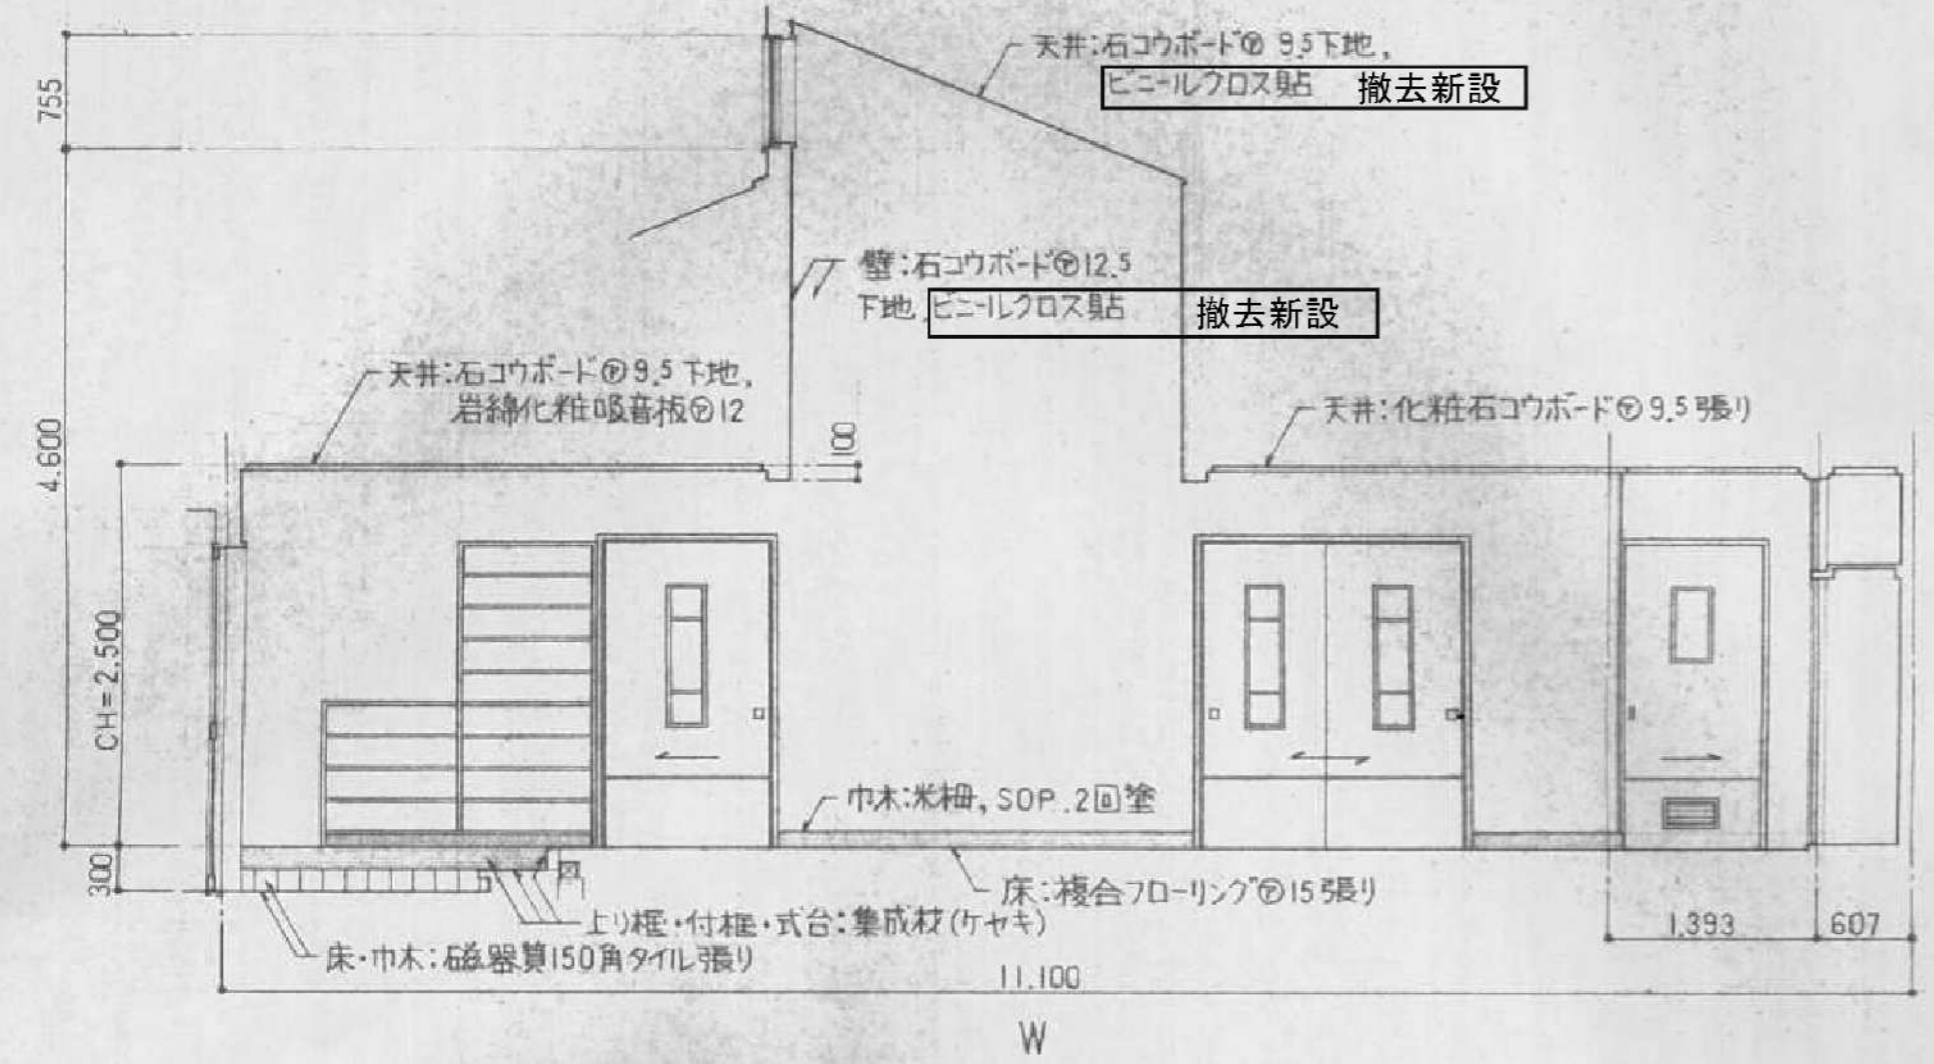 天井:石コウボード㋐ 9.5下地,
ビニールクロス貼 撤去新設
755
壁:石コウボード㋐12.5
下地,ビニールクロス貼 撤去新設
天井:石コウボード㋐9.5下地,
岩綿化粧吸音板㋐12
100
天井:化粧石コウボード㋐9.5張り
4.600
CH=2.500
巾木:米栂, SOP.2回塗
300
床:複合フローリング㋐15張り
上り框・付框・式台:集成材(ケヤキ)
床・巾木:磁器質150角タイル張り
1.393
607
11.100
W